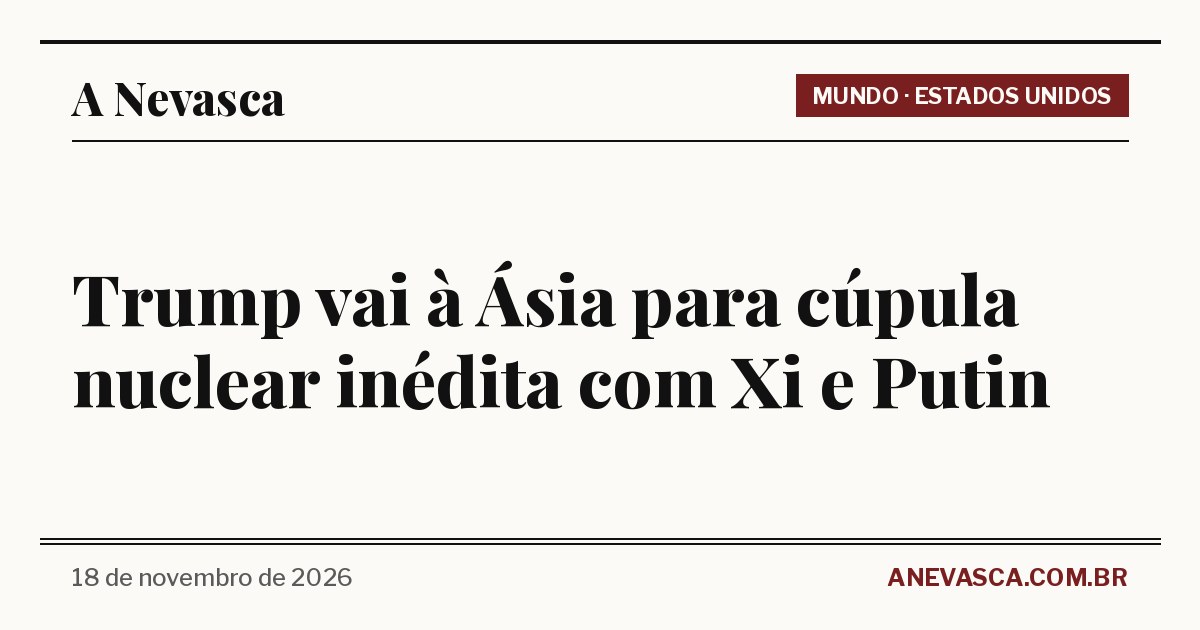 A Nevasca
MUNDO · ESTADOS UNIDOS
Trump vai à Ásia para cúpula
nuclear inédita com Xi e Putin
18 de novembro de 2026
ANEVASCA.COM.BR